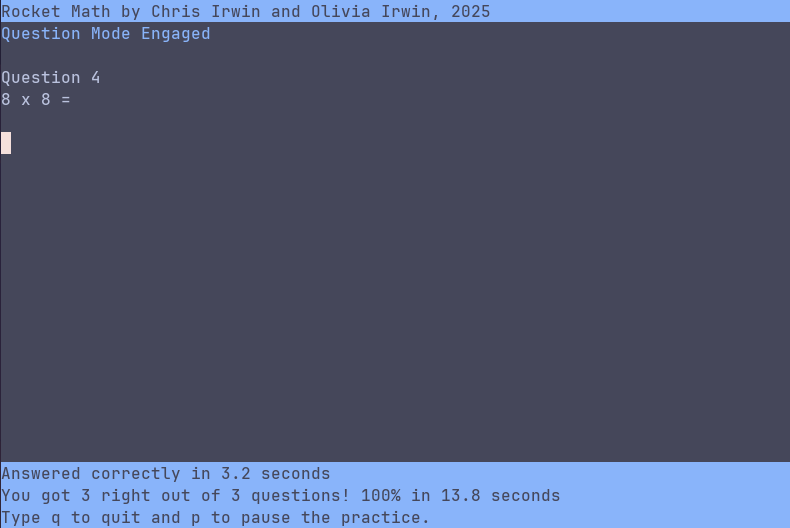 Rocket Math by Chris Irwin and Olivia Irwin, 2025
Question Mode Engaged
Question 4
8 x 8 =
Answered correctly in 3.2 seconds
You got 3 right out of 3 questions! 100% in 13.8 seconds
Type q to quit and p to pause the practice.